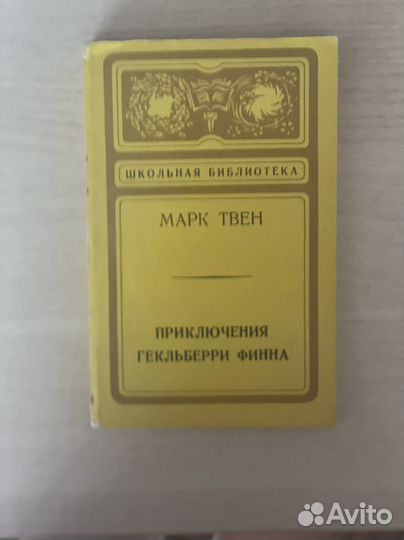 ШКОЛЬНАЯ БИБЛИОТЕКА
МАРК ТВЕН
ПРИКЛЮЧЕНИЯ
ГЕКЛЬБЕРРИ ФИННА
Avito